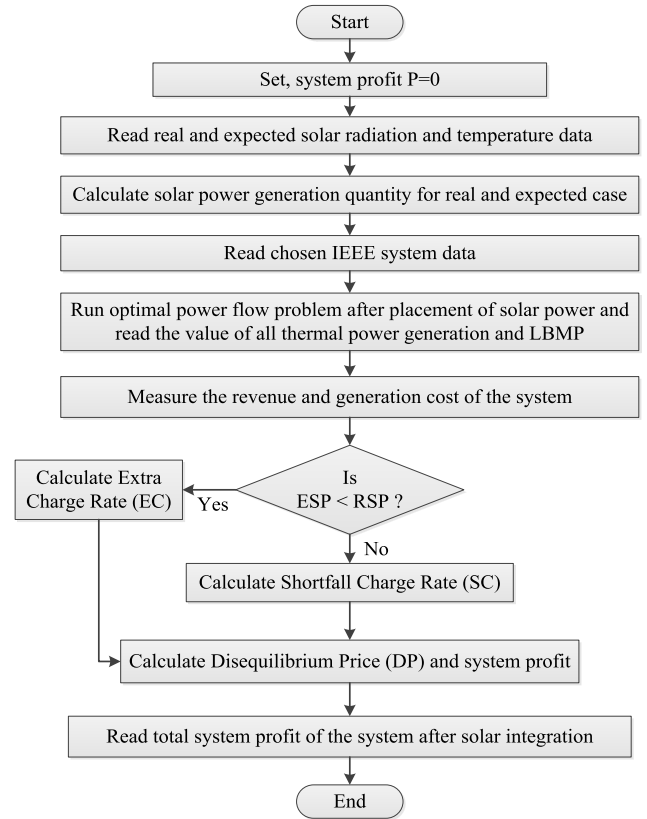 Start
Set, system profit P=0
Read real and expected solar radiation and temperature data
Calculate solar power generation quantity for real and expected case
Read chosen IEEE system data
Run optimal power flow problem after placement of solar power and
read the value of all thermal power generation and LBMP
Measure the revenue and generation cost of the system
Is
ESP < RSP ?
Yes
Calculate Extra
Charge Rate (EC)
No
Calculate Shortfall Charge Rate (SC)
Calculate Disequilibrium Price (DP) and system profit
Read total system profit of the system after solar integration
End